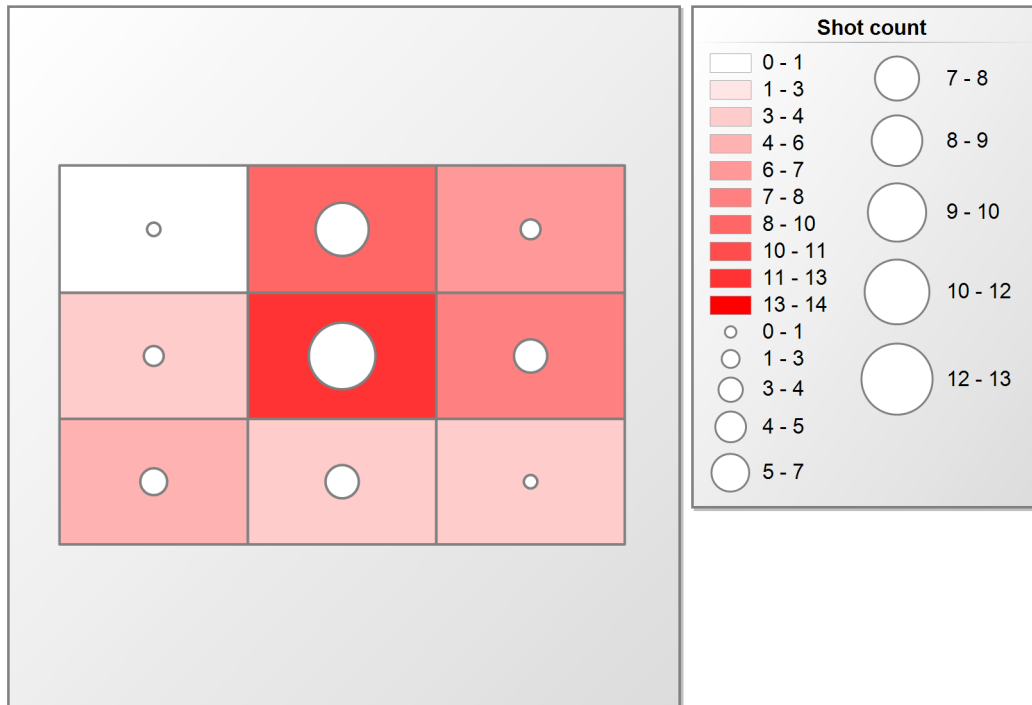 Shot count
0 - 1
1 - 3
3 - 4
4 - 6
6 - 7
7 - 8
8 - 10
10 - 11
11 - 13
13 - 14
0 - 1
1 - 3
3 - 4
4 - 5
5 - 7
7 - 8
8 - 9
9 - 10
10 - 12
12 - 13